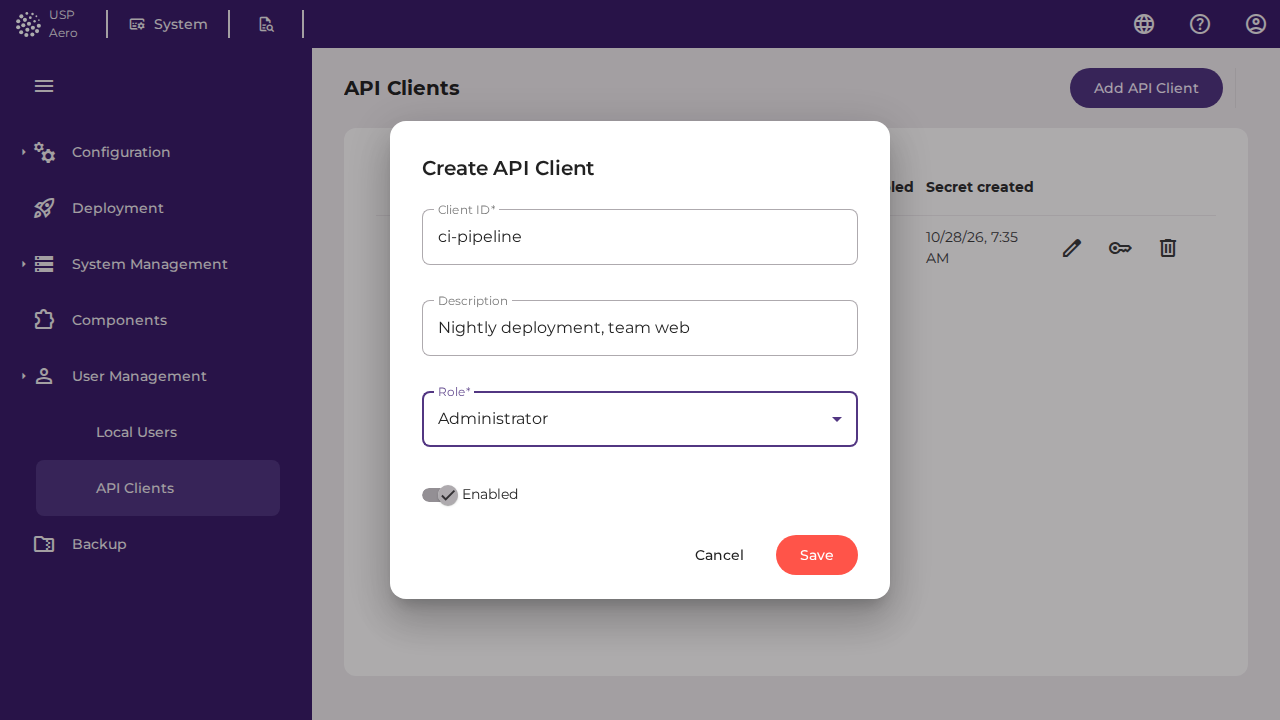 USP
Aero
System
Configuration
Deployment
System Management
Components
User Management
Local Users
API Clients
Backup
API Clients
Add API Client
Secret created
10/28/26, 7:35
AM
Create API Client
Client ID*
ci-pipeline
Description
Nightly deployment, team web
Role*
Administrator
Enabled
Cancel
Save